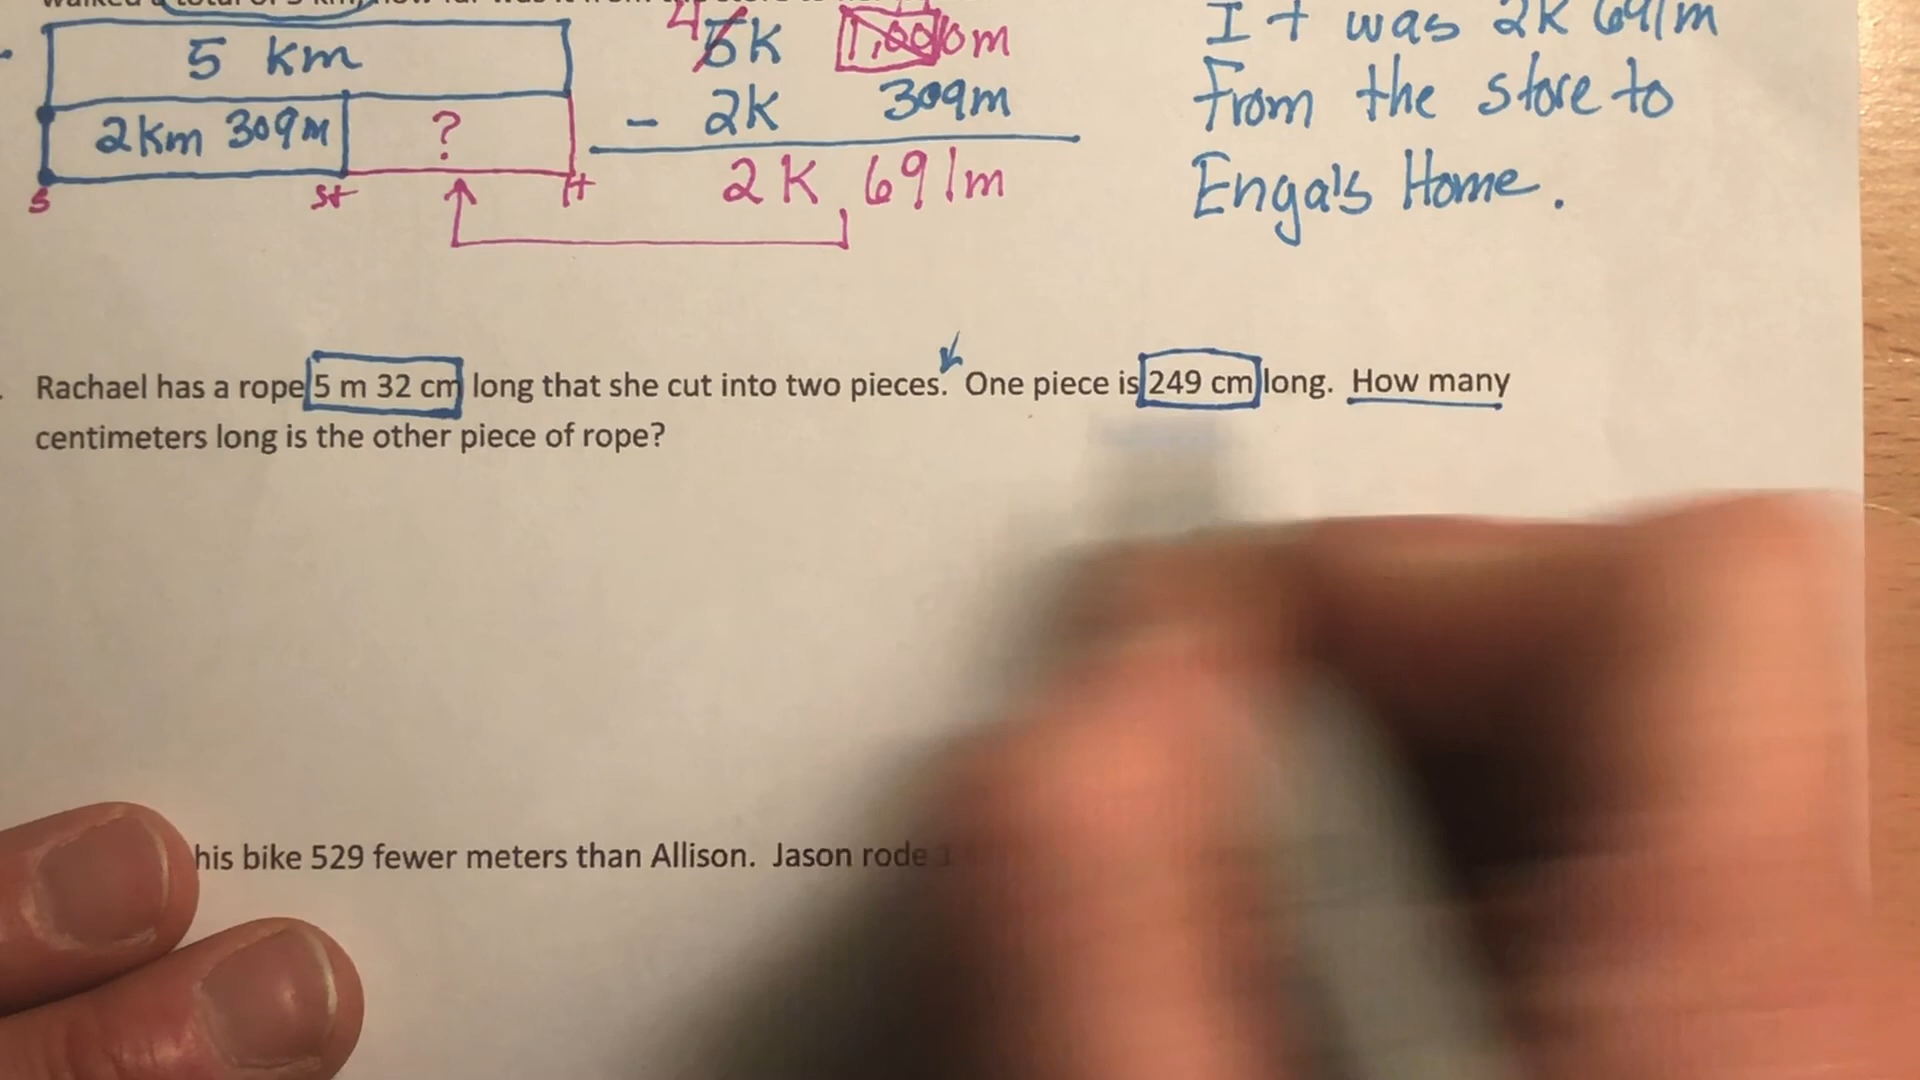 5 km
2km 309m ?
s st H
4 5k 1,000m
- 2k 309m
2k 691m
It was 2k 691m
From the store to
Enga's Home.
Rachael has a rope 5 m 32 cm long that she cut into two pieces. One piece is 249 cm long. How many
centimeters long is the other piece of rope?
his bike 529 fewer meters than Allison. Jason rode